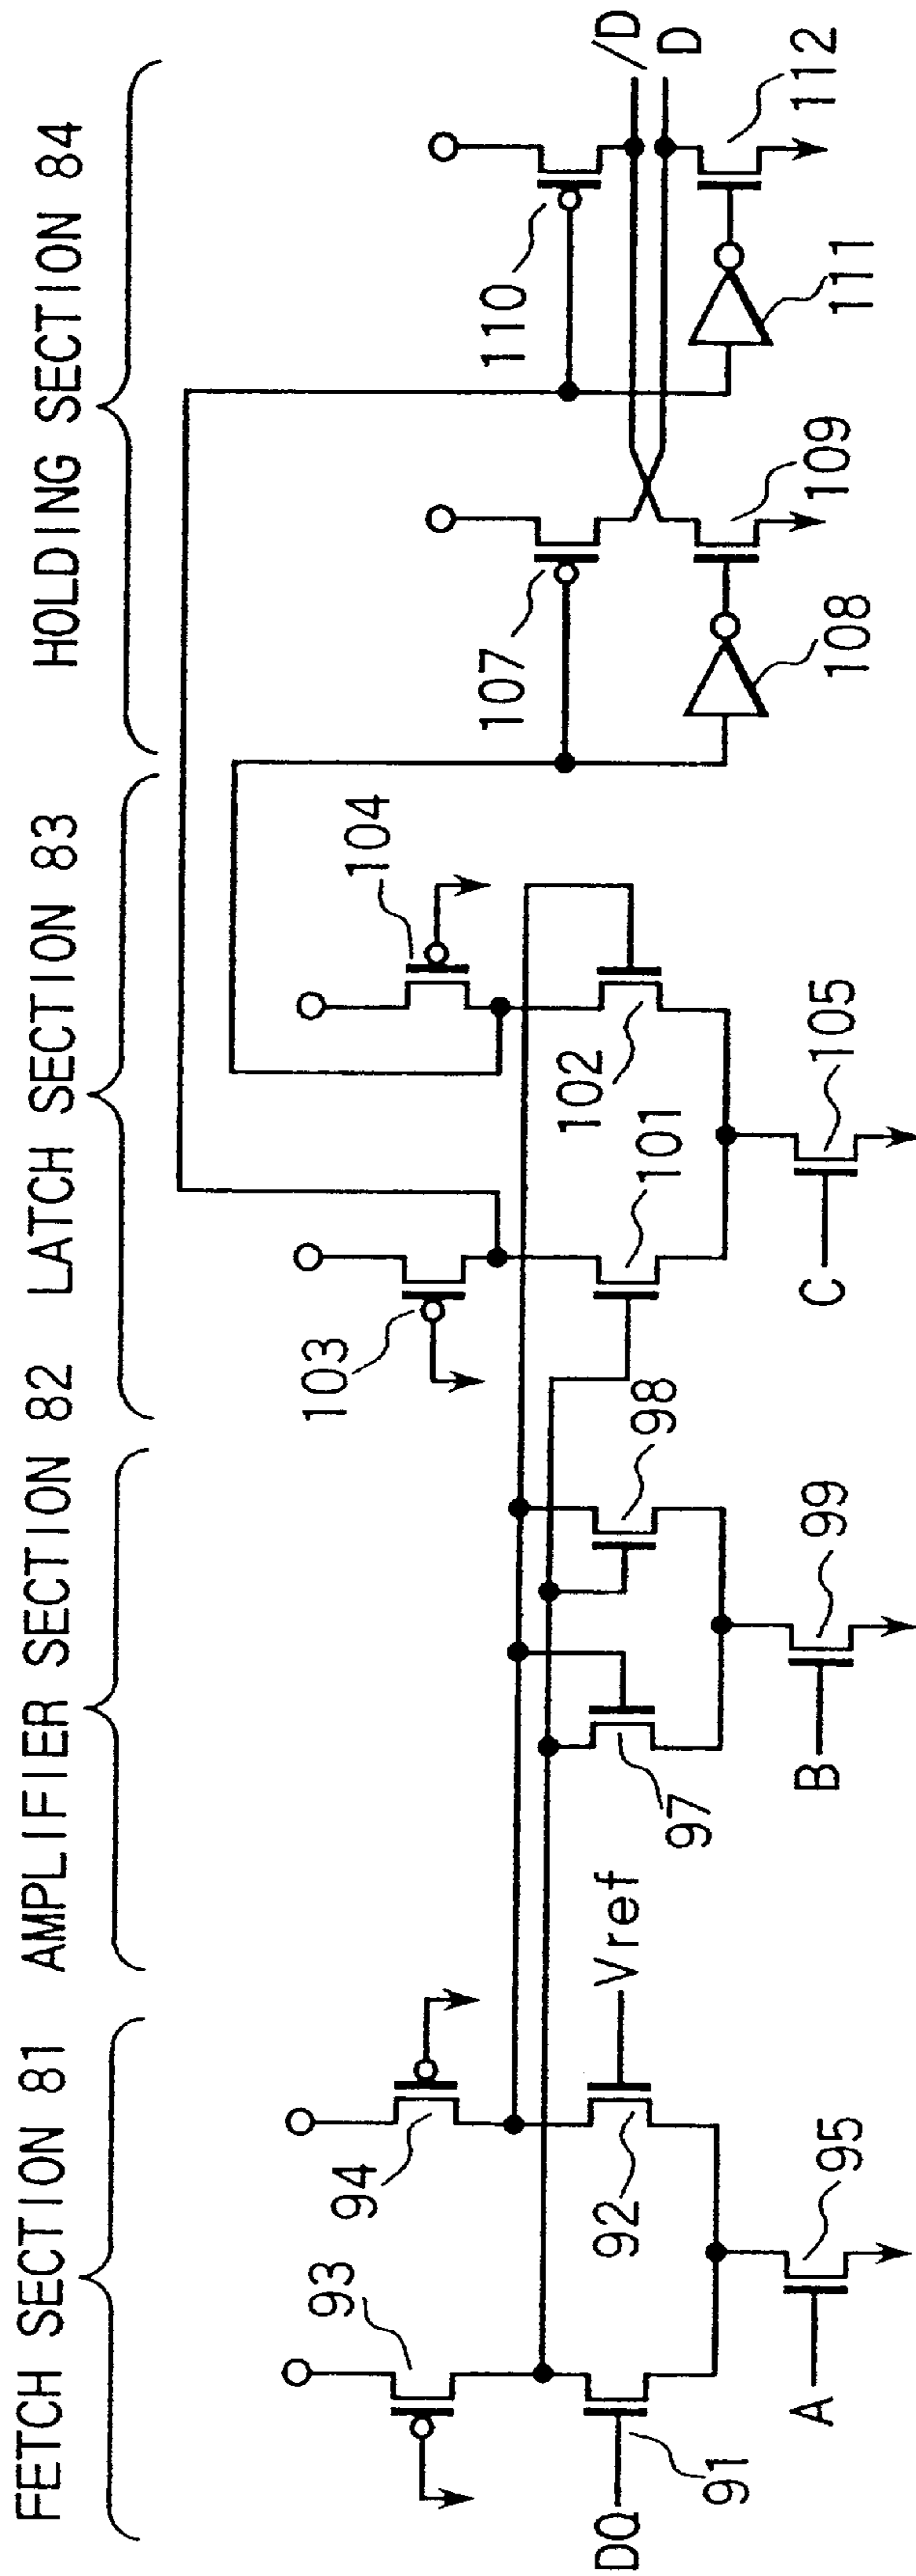 FETCH SECTION 81
AMPLIFIER SECTION 82
LATCH SECTION 83
HOLDING SECTION 84
93
94
103
104
107
110
/D
D
DQ
91
92
Vref
97
98
101
102
108
109
111
112
A
95
B
99
C
105